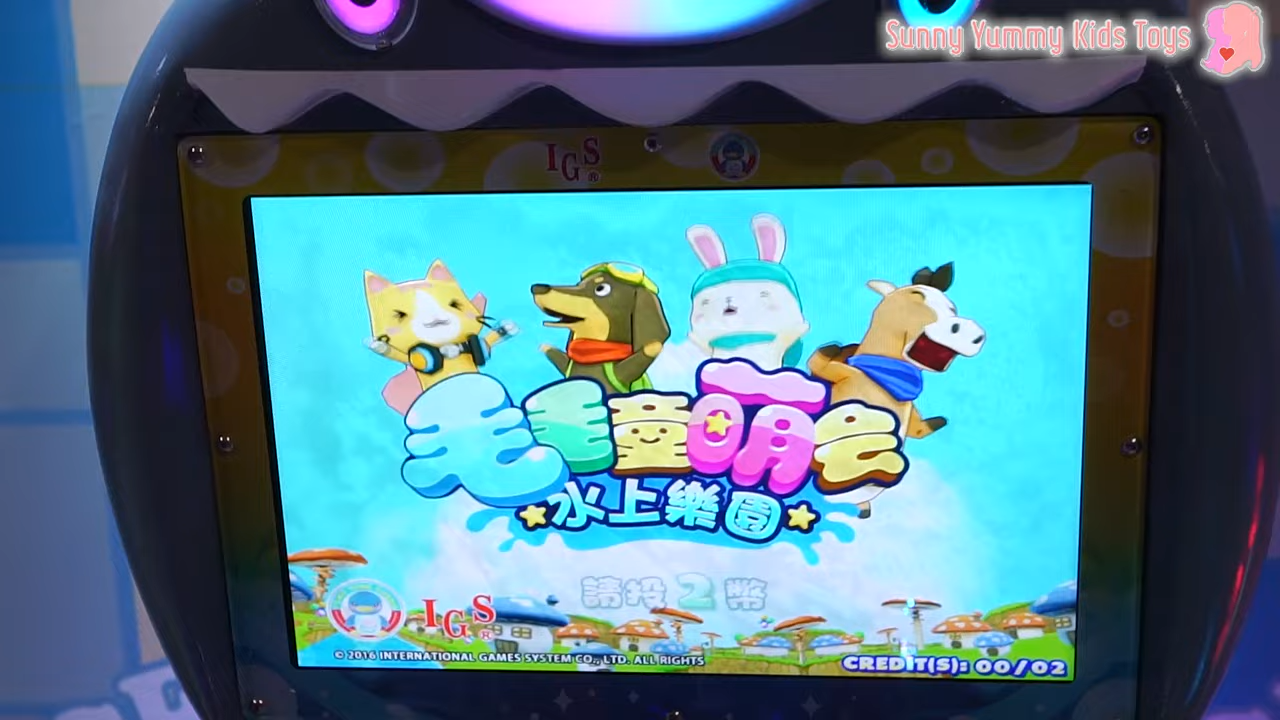 Sunny Yummy Kids Toys
IGS®
毛毛童萌会
水上樂園
請投2幣
IGS®
© 2016 INTERNATIONAL GAMES SYSTEM CO., LTD. ALL RIGHTS
CREDIT(S): 00/02